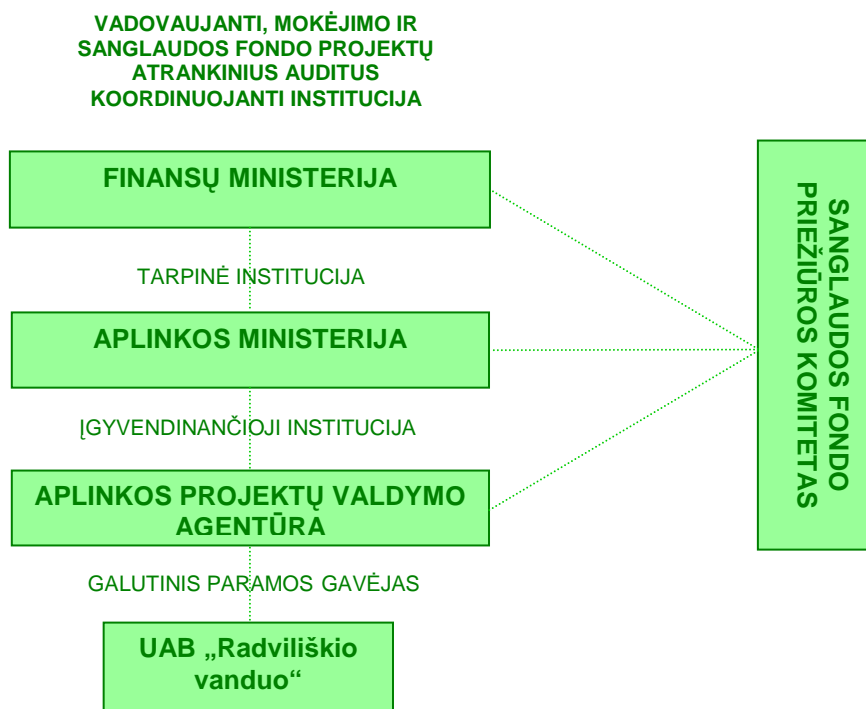 VADOVAUJANTI, MOKĖJIMO IR
SANGLAUDOS FONDO PROJEKTŲ
ATRANKINIUS AUDITUS
KOORDINUOJANTI INSTITUCIJA
FINANSŲ MINISTERIJA
TARPINĖ INSTITUCIJA
APLINKOS MINISTERIJA
ĮGYVENDINANČIOJI INSTITUCIJA
APLINKOS PROJEKTŲ VALDYMO
AGENTŪRA
GALUTINIS PARAMOS GAVĖJAS
UAB „Radviliškio
vanduo“
SANGLAUDOS FONDO
PRIEŽIŪROS KOMITETAS